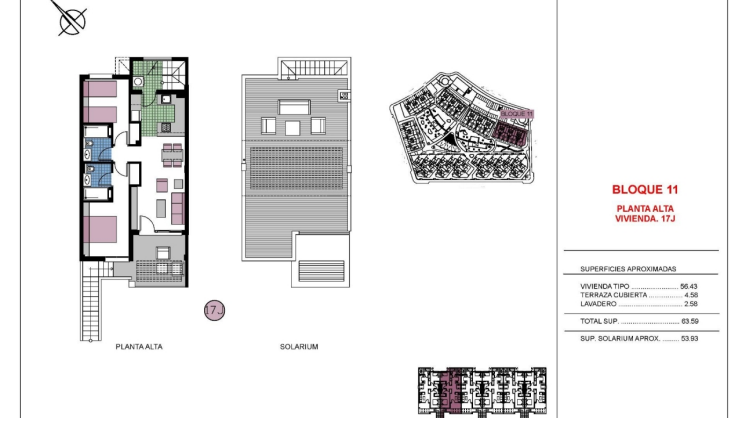 BLOQUE 11
17J
PLANTA ALTA
SOLARIUM
BLOQUE 11
PLANTA ALTA
VIVIENDA. 17J
SUPERFICIES APROXIMADAS
VIVIENDA TIPO ........................ 56.43
TERRAZA CUBIERTA ................. 4.58
LAVADERO ............................... 2.58
TOTAL SUP. ............................. 63.59
SUP. SOLARIUM APROX. ........ 53.93